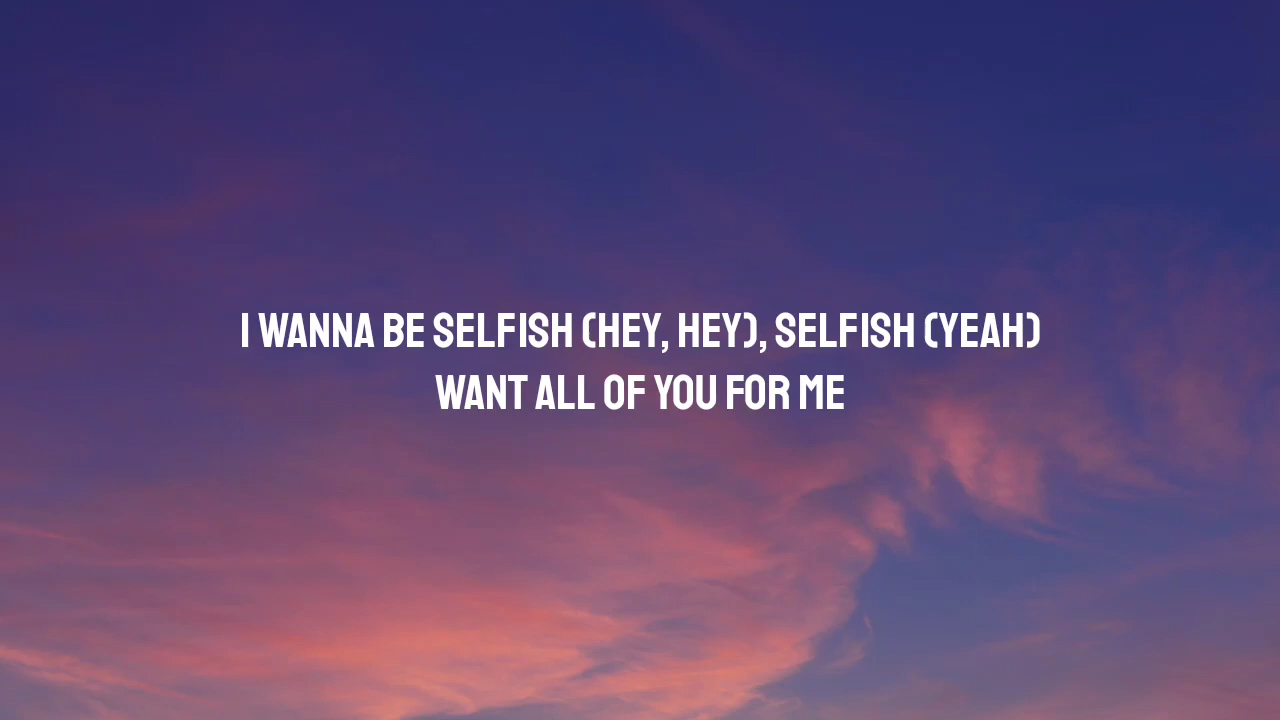 I WANNA BE SELFISH (HEY, HEY), SELFISH (YEAH)
WANT ALL OF YOU FOR ME